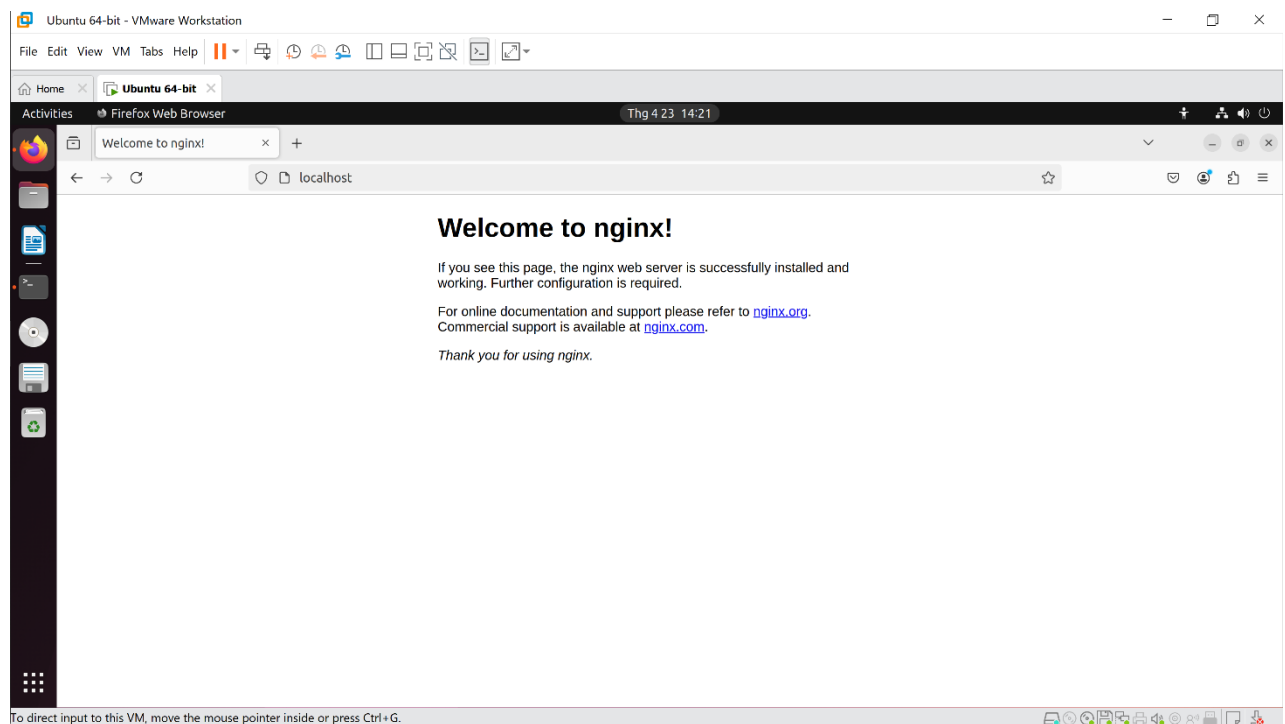 Ubuntu 64-bit - VMware Workstation
File Edit View VM Tabs Help
Home
Ubuntu 64-bit
Activities Firefox Web Browser Thg 4 23 14:21
Welcome to nginx!
localhost
Welcome to nginx!
If you see this page, the nginx web server is successfully installed and
working. Further configuration is required.
For online documentation and support please refer to nginx.org.
Commercial support is available at nginx.com.
Thank you for using nginx.
To direct input to this VM, move the mouse pointer inside or press Ctrl+G.